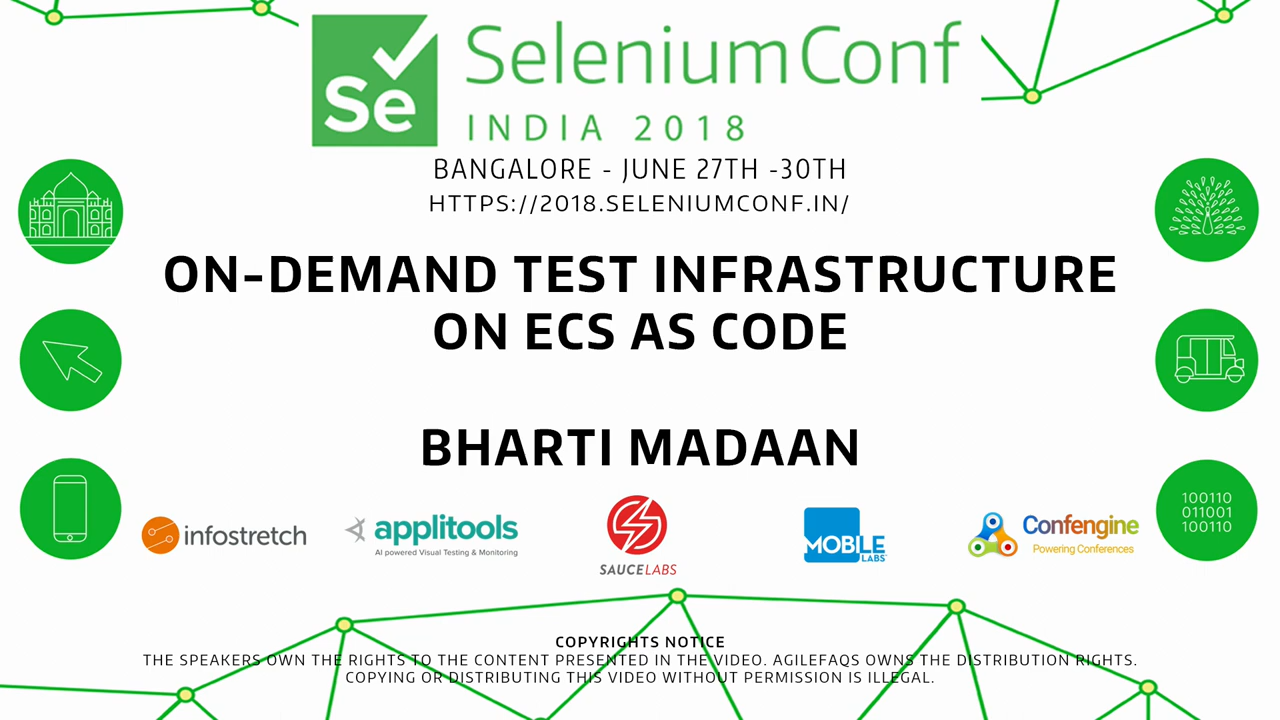 Se SeleniumConf
INDIA 2018
BANGALORE - JUNE 27TH -30TH
HTTPS://2018.SELENIUMCONF.IN/
ON-DEMAND TEST INFRASTRUCTURE
ON ECS AS CODE
BHARTI MADAAN
infostretch
applitools
AI powered Visual Testing & Monitoring
SAUCELABS
MOBILE
LABS
Confengine
Powering Conferences
100110
011001
100110
COPYRIGHTS NOTICE
THE SPEAKERS OWN THE RIGHTS TO THE CONTENT PRESENTED IN THE VIDEO. AGILEFAQS OWNS THE DISTRIBUTION RIGHTS.
COPYING OR DISTRIBUTING THIS VIDEO WITHOUT PERMISSION IS ILLEGAL.